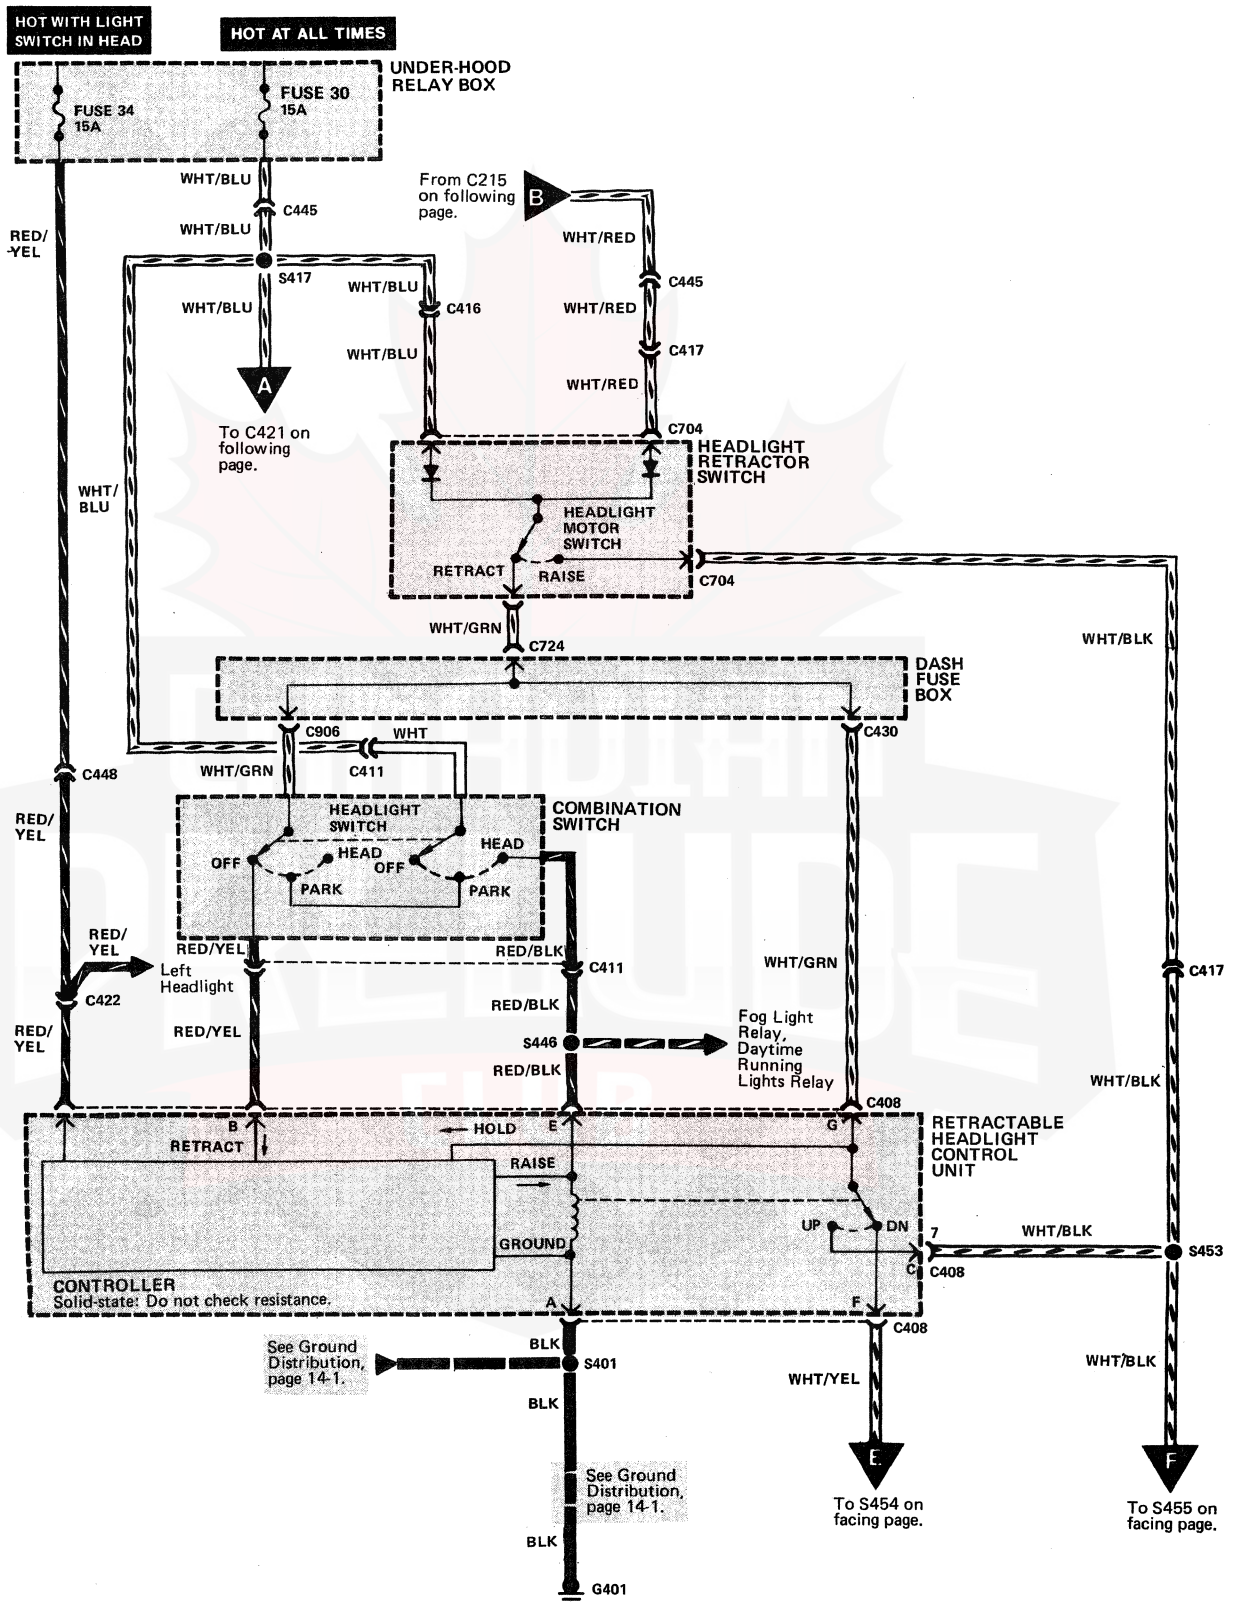 HOT WITH LIGHT
SWITCH IN HEAD
HOT AT ALL TIMES
UNDER-HOOD
RELAY BOX
FUSE 34
15A
FUSE 30
15A
WHT/BLU
C445
WHT/BLU
RED/
YEL
S417
WHT/BLU
WHT/BLU
C416
WHT/BLU
A
To C421 on
following
page.
From C215
on following
page.
B
WHT/RED
C445
WHT/RED
C417
WHT/RED
C704
HEADLIGHT
RETRACTOR
SWITCH
WHT/
BLU
HEADLIGHT
MOTOR
SWITCH
RETRACT
RAISE
C704
WHT/GRN
C724
WHT/BLK
DASH
FUSE
BOX
C906
WHT
C430
C411
WHT/GRN
C448
RED/
YEL
HEADLIGHT
SWITCH
COMBINATION
SWITCH
OFF
HEAD
PARK
OFF
HEAD
PARK
RED/YEL
RED/BLK
C411
RED/
YEL
Left
Headlight
C422
RED/
YEL
RED/YEL
RED/BLK
S446
RED/BLK
Fog Light
Relay,
Daytime
Running
Lights Relay
WHT/GRN
C417
WHT/BLK
C408
B
RETRACT
HOLD
E
G
RETRACTABLE
HEADLIGHT
CONTROL
UNIT
RAISE
GROUND
UP
DN
7
WHT/BLK
S453
C
C408
CONTROLLER
Solid-state: Do not check resistance.
A
F
C408
See Ground
Distribution,
page 14-1.
BLK
S401
BLK
WHT/YEL
WHT/BLK
See Ground
Distribution,
page 14-1.
E
To S454 on
facing page.
F
To S455 on
facing page.
BLK
G401
CANADIAN
PRELUDE
CLUB